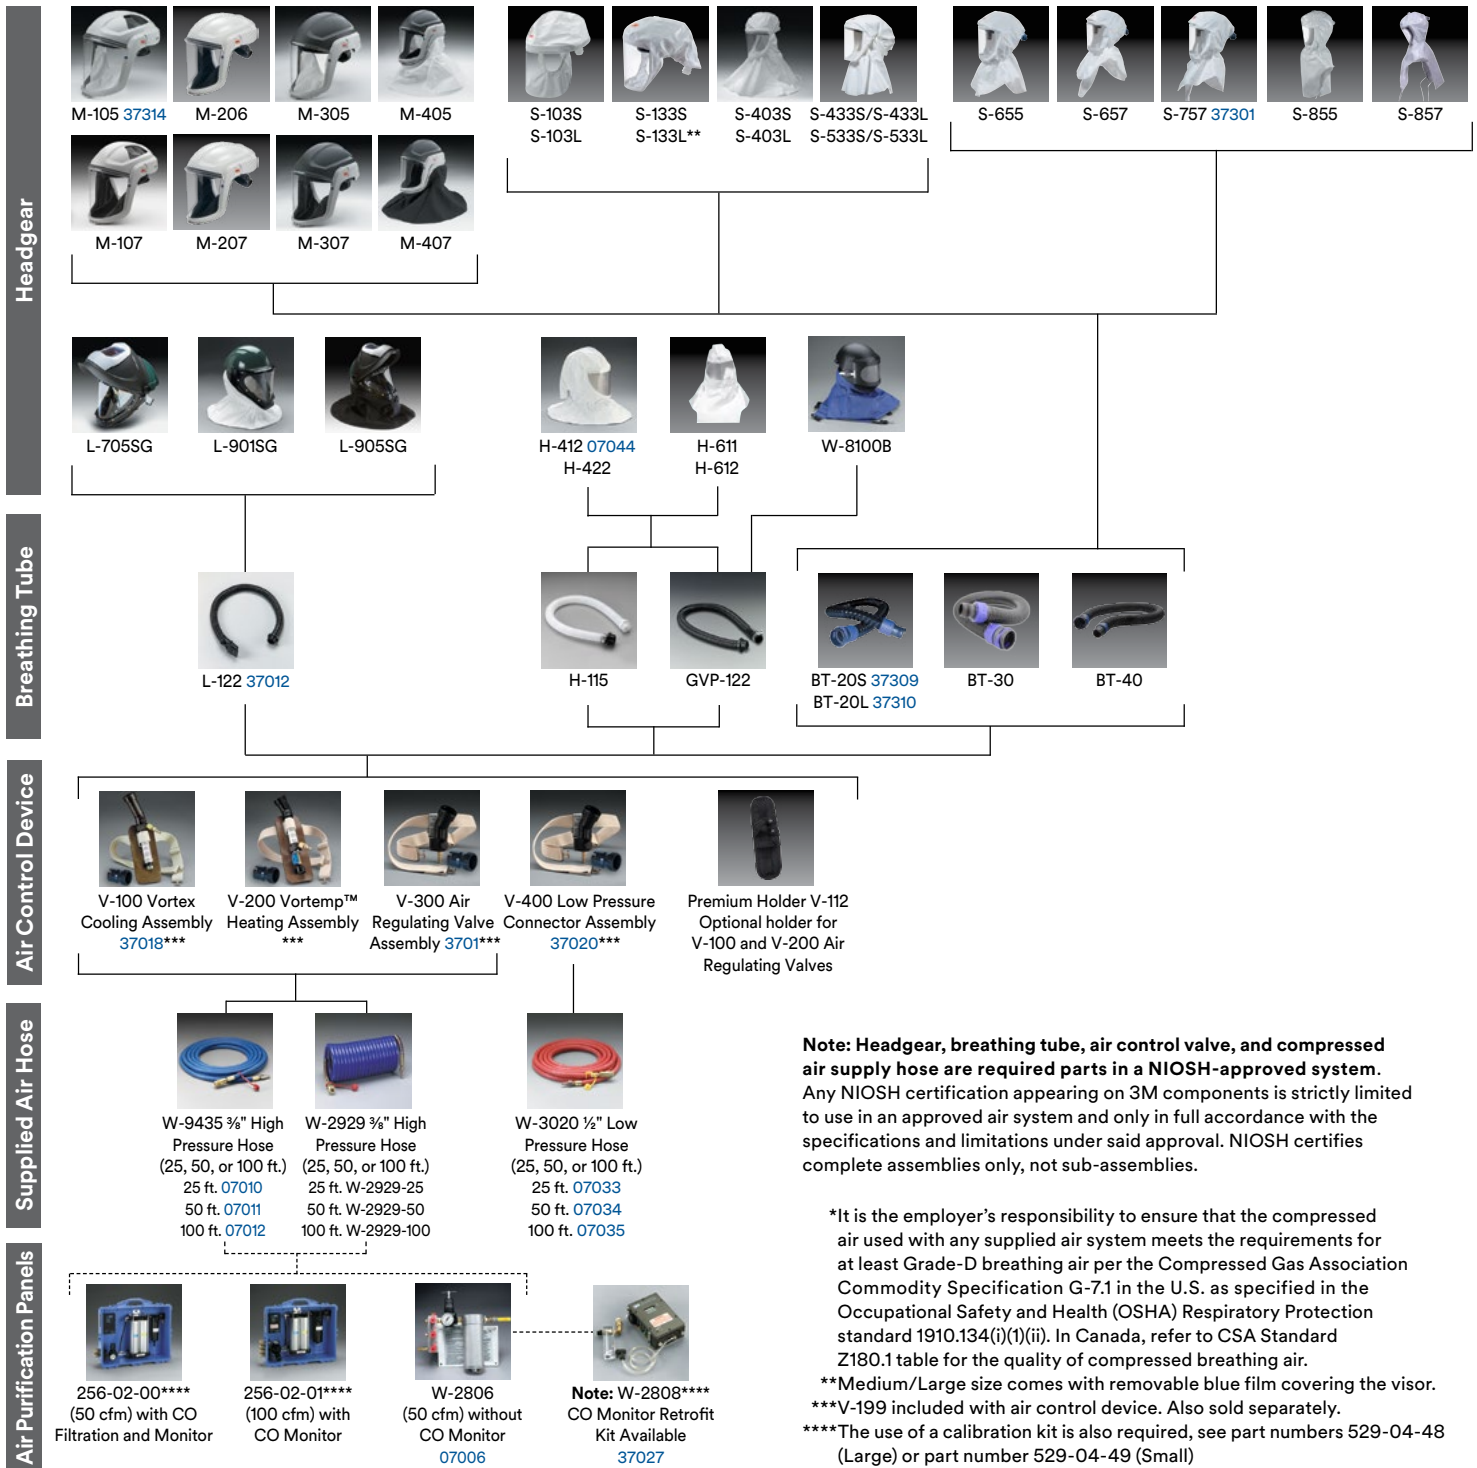 Headgear
M-105 37314
M-206
M-305
M-405
S-103S
S-103L
S-133S
S-133L**
S-403S
S-403L
S-433S/S-433L
S-533S/S-533L
S-655
S-657
S-757 37301
S-855
S-857
M-107
M-207
M-307
M-407
L-705SG
L-901SG
L-905SG
H-412 07044
H-422
H-611
H-612
W-8100B
Breathing Tube
L-122 37012
H-115
GVP-122
BT-20S 37309
BT-20L 37310
BT-30
BT-40
Air Control Device
V-100 Vortex
Cooling Assembly
37018***
V-200 Vortemp™
Heating Assembly
***
V-300 Air
Regulating Valve
Assembly 3701***
V-400 Low Pressure
Connector Assembly
37020***
Premium Holder V-112
Optional holder for
V-100 and V-200 Air
Regulating Valves
Supplied Air Hose
W-9435 ⅜" High
Pressure Hose
(25, 50, or 100 ft.)
25 ft. 07010
50 ft. 07011
100 ft. 07012
W-2929 ⅜" High
Pressure Hose
(25, 50, or 100 ft.)
25 ft. W-2929-25
50 ft. W-2929-50
100 ft. W-2929-100
W-3020 ½" Low
Pressure Hose
(25, 50, or 100 ft.)
25 ft. 07033
50 ft. 07034
100 ft. 07035
Air Purification Panels
256-02-00****
(50 cfm) with CO
Filtration and Monitor
256-02-01****
(100 cfm) with
CO Monitor
W-2806
(50 cfm) without
CO Monitor
07006
Note: W-2808****
CO Monitor Retrofit
Kit Available
37027
Note: Headgear, breathing tube, air control valve, and compressed
air supply hose are required parts in a NIOSH-approved system.
Any NIOSH certification appearing on 3M components is strictly limited
to use in an approved air system and only in full accordance with the
specifications and limitations under said approval. NIOSH certifies
complete assemblies only, not sub-assemblies.
*It is the employer's responsibility to ensure that the compressed
air used with any supplied air system meets the requirements for
at least Grade-D breathing air per the Compressed Gas Association
Commodity Specification G-7.1 in the U.S. as specified in the
Occupational Safety and Health (OSHA) Respiratory Protection
standard 1910.134(i)(1)(ii). In Canada, refer to CSA Standard
Z180.1 table for the quality of compressed breathing air.
**Medium/Large size comes with removable blue film covering the visor.
***V-199 included with air control device. Also sold separately.
****The use of a calibration kit is also required, see part numbers 529-04-48
(Large) or part number 529-04-49 (Small)